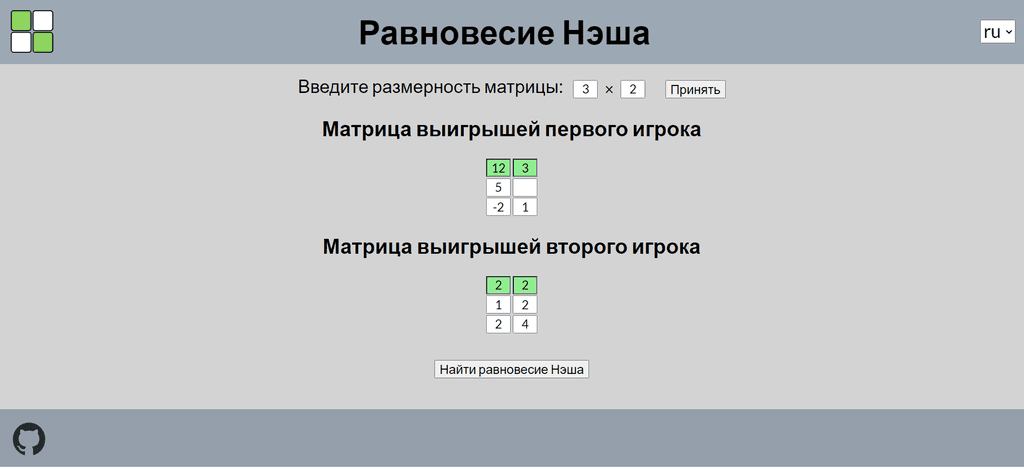 Равновесие Нэша
ru
Введите размерность матрицы: 3 × 2 Принять
Матрица выигрышей первого игрока
12 3
5
-2 1
Матрица выигрышей второго игрока
2 2
1 2
2 4
Найти равновесие Нэша